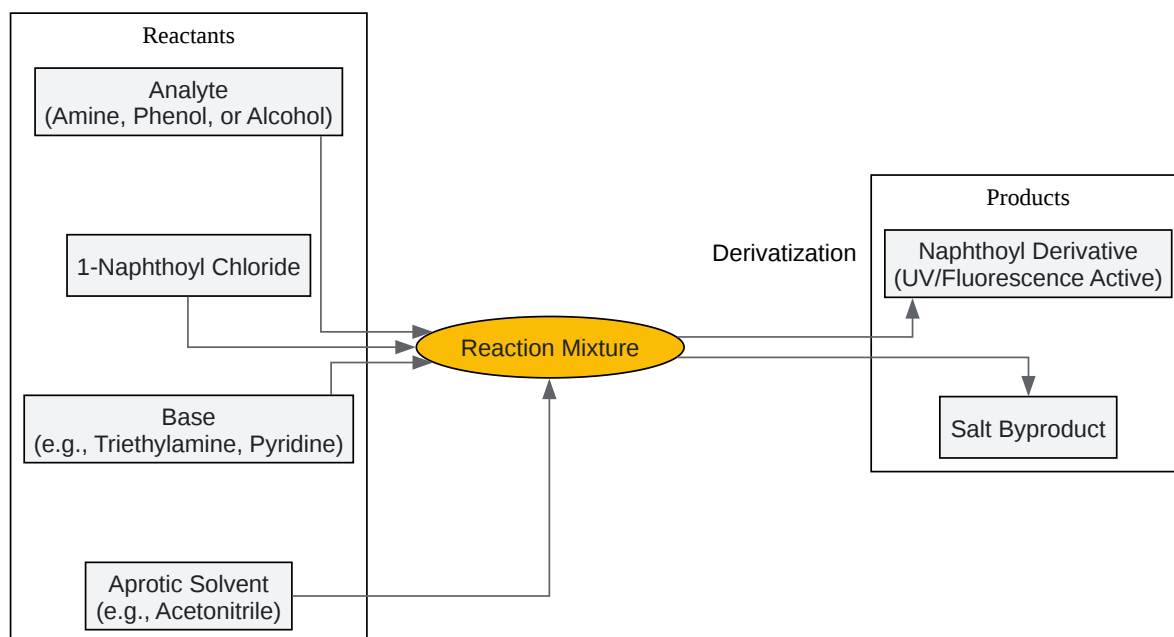 Reactants
Analyte
(Amine, Phenol, or Alcohol)
1-Naphthoyl Chloride
Base
(e.g., Triethylamine, Pyridine)
Aprotic Solvent
(e.g., Acetonitrile)
Reaction Mixture
Derivatization
Products
Naphthoyl Derivative
(UV/Fluorescence Active)
Salt Byproduct